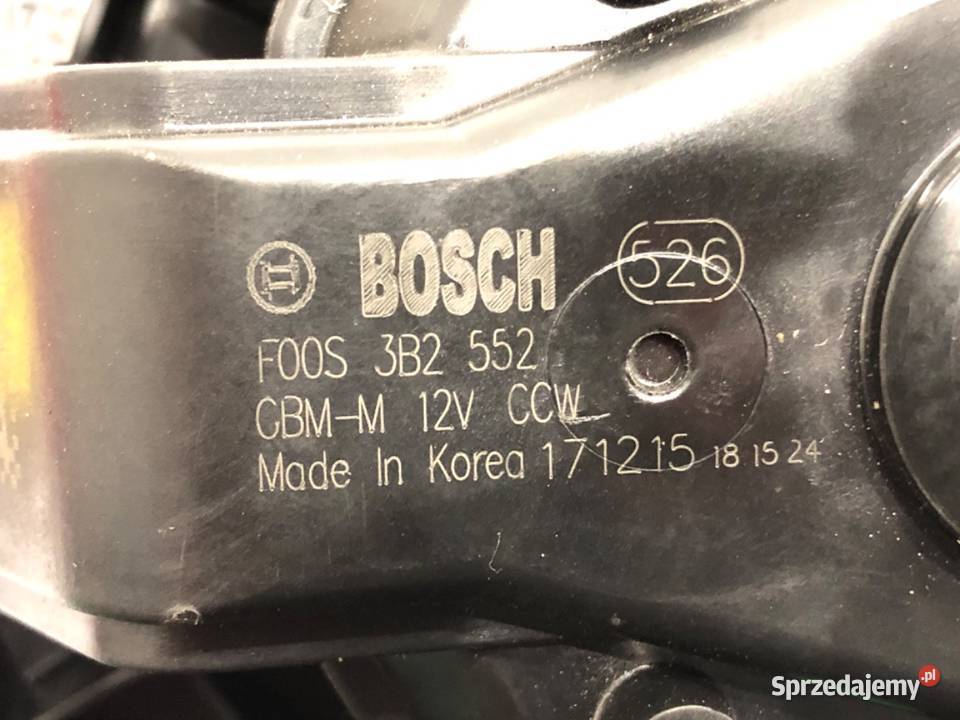 BOSCH 526
F00S 3B2 552
CBM-M 12V CCW
Made In Korea 171215 18 15 24
Sprzedajemy.pl